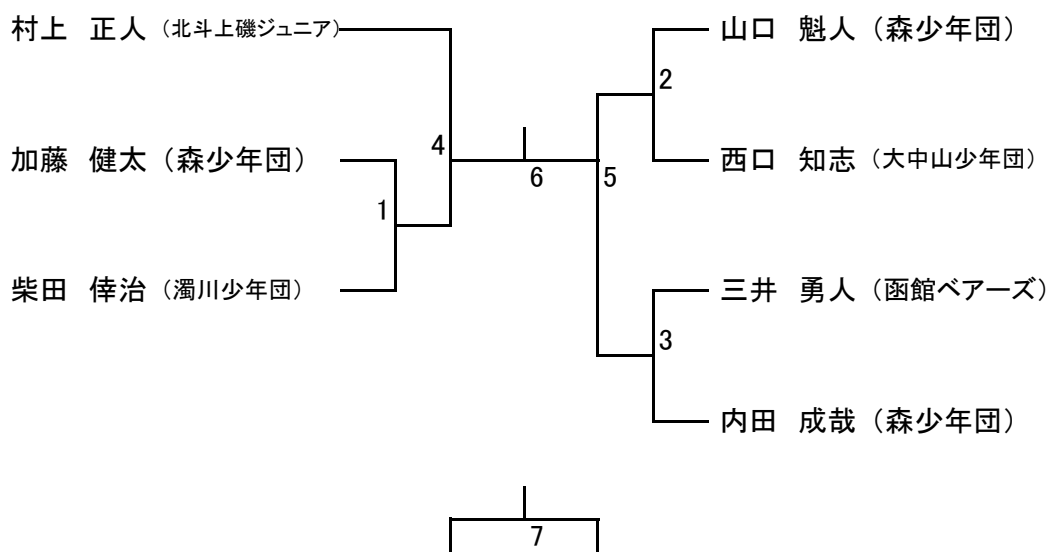 村上　正人（北斗上磯ジュニア）
加藤　健太（森少年団）
柴田　倖治（濁川少年団）
山口　魁人（森少年団）
西口　知志（大中山少年団）
三井　勇人（函館ベアーズ）
内田　成哉（森少年団）
1
4
6
5
2
3
7